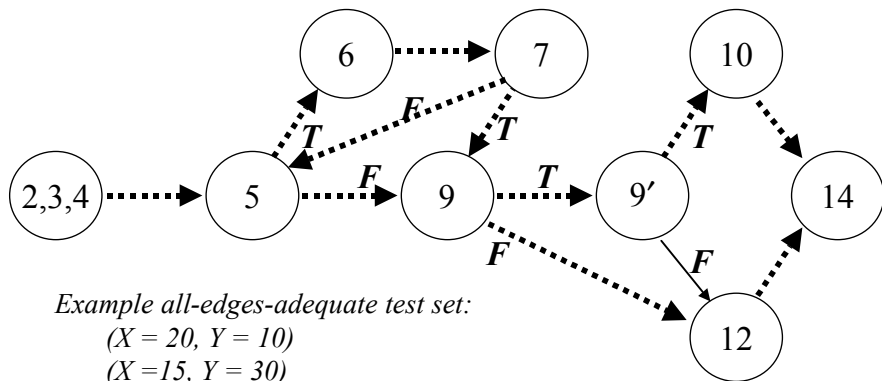 6 7 10
F
T T T
2,3,4 5 F 9 T 9′ 14
F F
12
Example all-edges-adequate test set:
(X = 20, Y = 10)
(X =15, Y = 30)